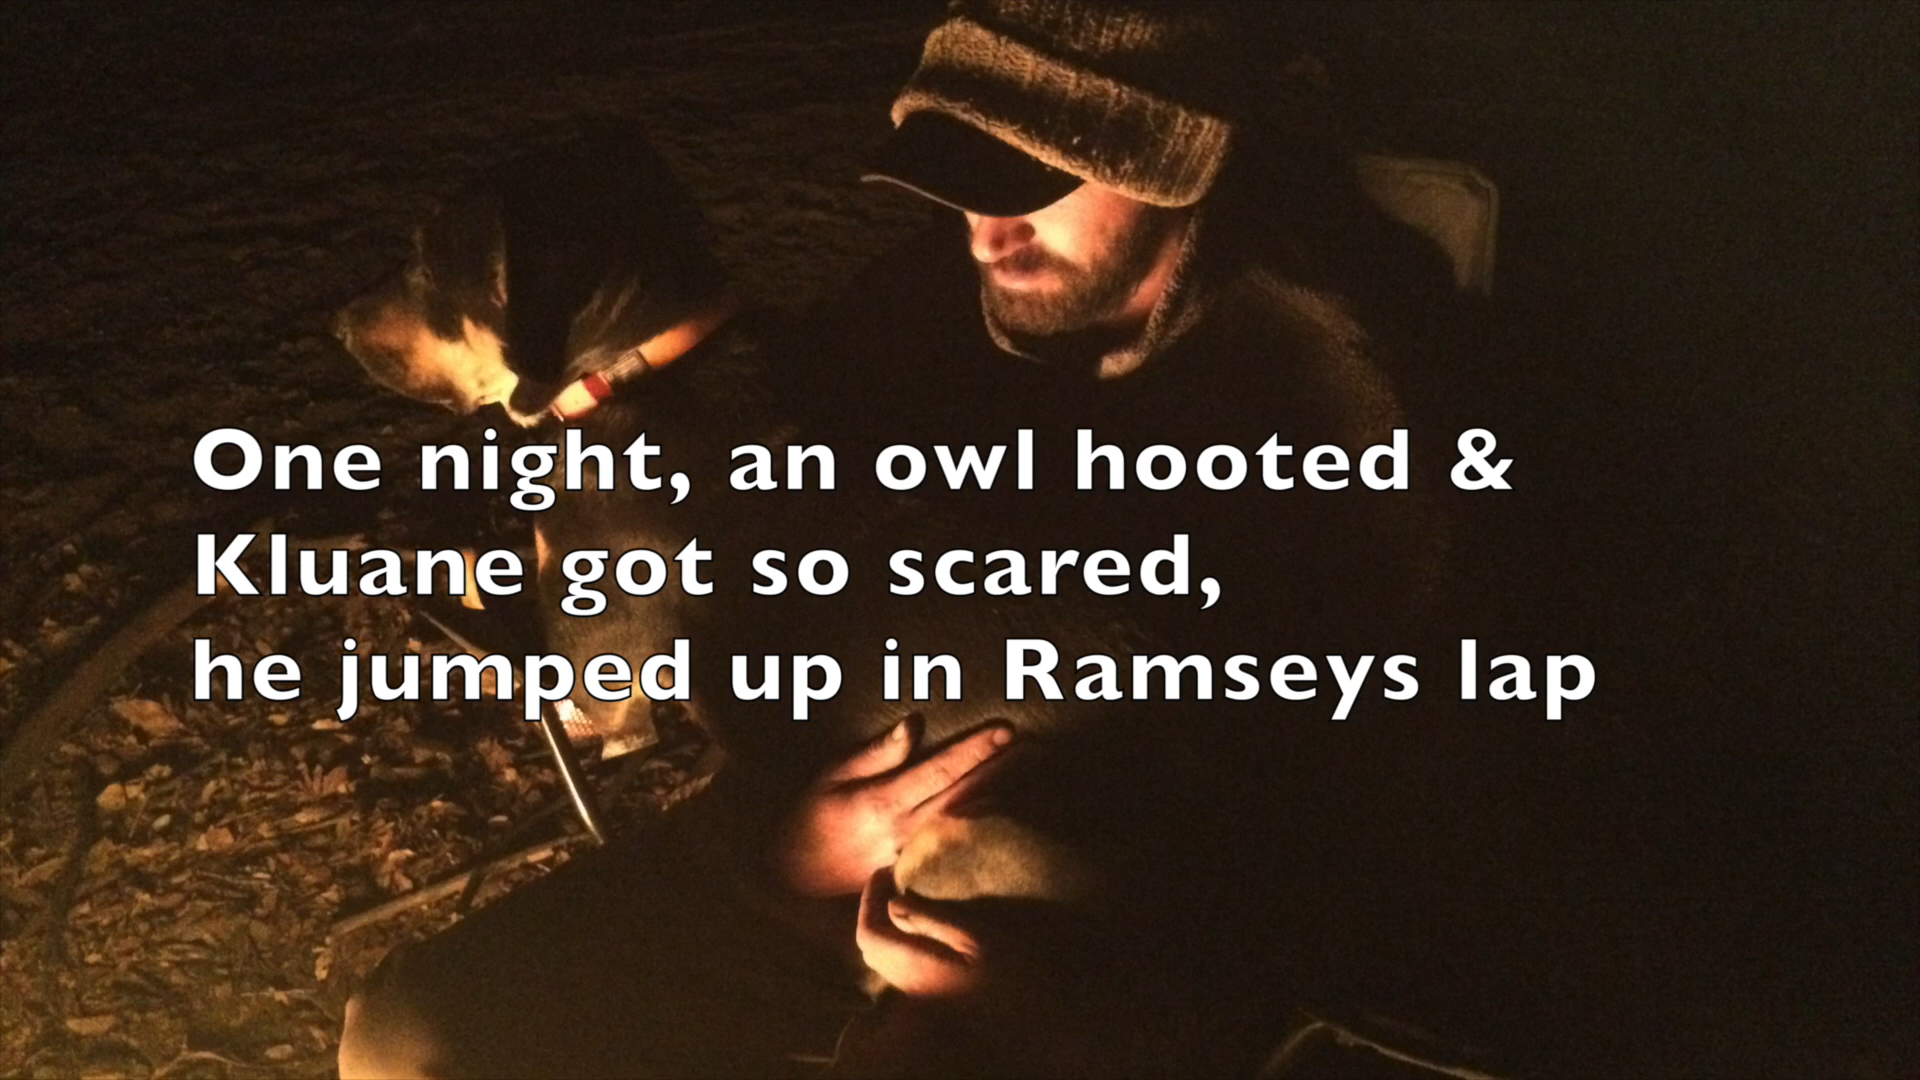 One night, an owl hooted &
Kluane got so scared,
he jumped up in Ramseys lap